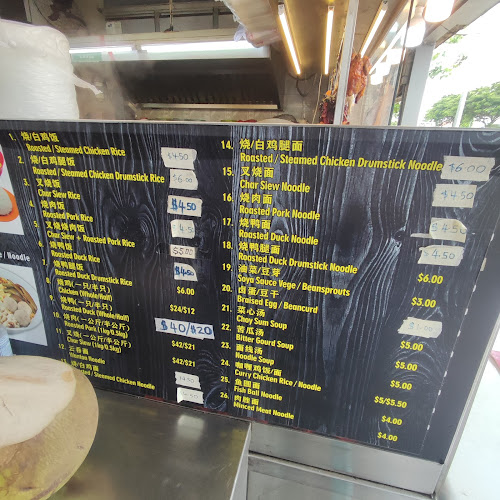 1. 烧/白鸡饭
Roasted / Steamed Chicken Rice
$4.50
2. 烧/白鸡腿饭
Roasted / Steamed Chicken Drumstick Rice
$6.00
3. 叉烧饭
Char Siew Rice
$4.50
4. 烧肉饭
Roasted Pork Rice
4.50
5. 叉烧烧肉饭
Char Siew + Roasted Pork Rice
$5.00
6. 烧鸭饭
Roasted Duck Rice
$4.50
7. 烧鸭腿饭
Roasted Duck Drumstick Rice
$6.00
8. (一只/半只)
Chicken (Whole/Half)
$24/$12
9. 烧鸭(一只/半只)
Roasted Duck (Whole/Half)
$40/$20
10. 烧肉(一公斤/半公斤)
Roasted Pork (1kg/0.5kg)
$42/$21
11. 叉烧(一公斤/半公斤)
Char Siew (1kg/0.5kg)
$42/$21
12.
Noodle
/白鸡面
/ Steamed Chicken Noodle
14. 烧/白鸡腿面
Roasted / Steamed Chicken Drumstick Noodle
$6.00
15. 叉烧面
Char Siew Noodle
$4.50
16. 烧肉面
Roasted Pork Noodle
17. 烧鸭面
Roasted Duck Noodle
4.50
18. 烧鸭腿面
Roasted Duck Drumstick Noodle
$6.00
19. 卤菜/豆芽
Soya Sauce Vege / Beansprouts
$3.00
20. 卤蛋/豆干
Braised Egg / Beancurd
21. 菜心汤
Choy Sum Soup
$5.00
22. 苦瓜汤
Bitter Gourd Soup
$5.00
23. 面线汤
Noodle Soup
$5.00
24. 咖喱鸡饭/面
Curry Chicken Rice / Noodle
$5/$5.50
25. 鱼圆面
Fish Ball Noodle
$4.00
26. 肉脞面
Minced Meat Noodle
$4.00
/ Noodle